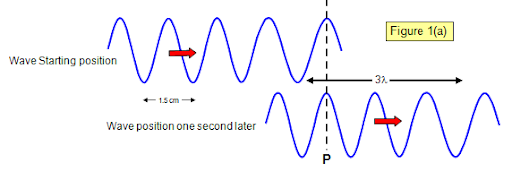 Figure 1(a)
Wave Starting position
3λ
1.5 cm
Wave position one second later
P